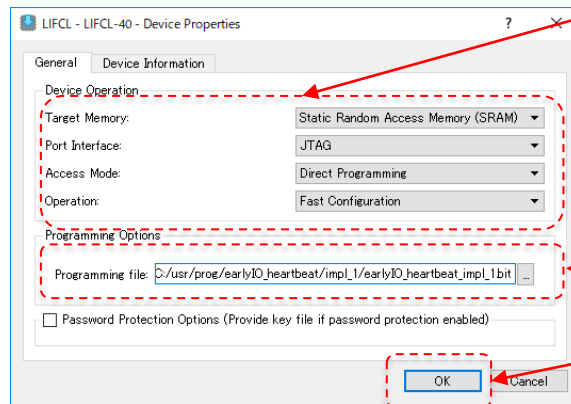 LIFCL - LIFCL-40 - Device Properties ?
General Device Information
Device Operation
Target Memory: Static Random Access Memory (SRAM)
Port Interface: JTAG
Access Mode: Direct Programming
Operation: Fast Configuration
Programming Options
Programming file: C:/usr/prog/earlyIO_heartbeat/impl_1/earlyIO_heartbeat_impl_1.bit ...
Password Protection Options (Provide key file if password protection enabled)
OK Cancel